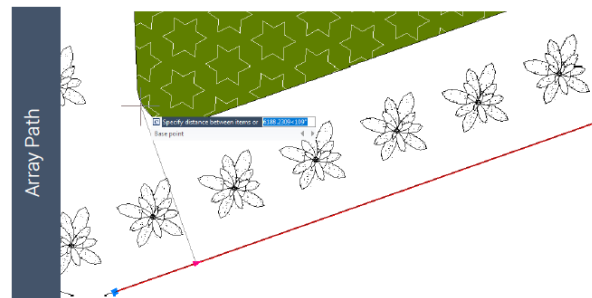 Array Path
Specify distance between items or
Base point